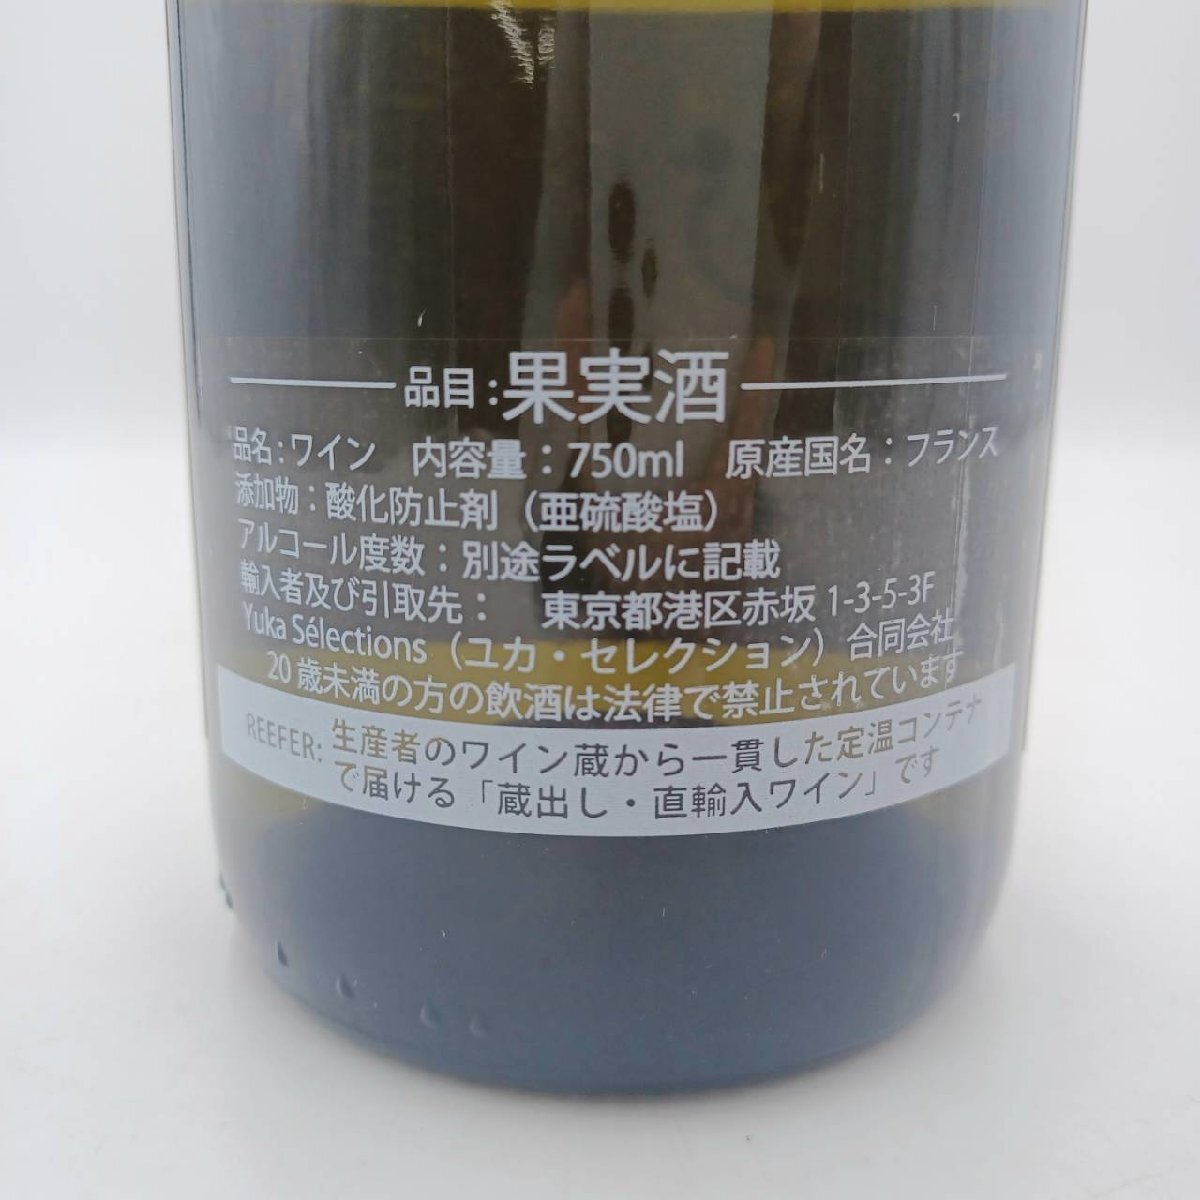 品目:果実酒
品名:ワイン 内容量:750ml 原産国名:フランス
添加物:酸化防止剤(亜硫酸塩)
アルコール度数:別途ラベルに記載
輸入者及び引取先: 東京都港区赤坂 1-3-5-3F
Yuka Sélections (ユカ・セレクション)合同会社
20歳未満の方の飲酒は法律で禁止されています
REEFER: 生産者のワイン蔵から一貫した定温コンテナ
で届ける「蔵出し・直輸入ワイン」です